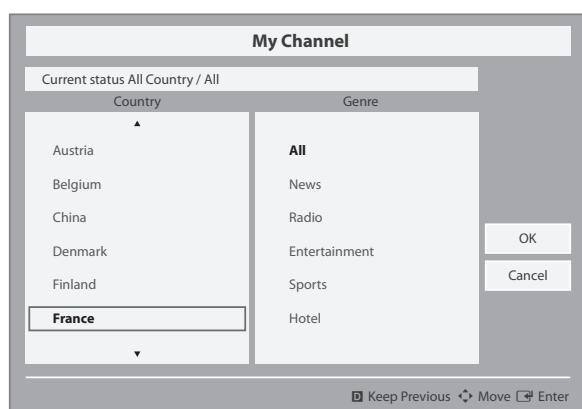 My Channel
Current status All Country / All
Country Genre
Austria All
Belgium News
China Radio
Denmark Entertainment
Finland Sports
France Hotel
OK
Cancel
D Keep Previous Move Enter